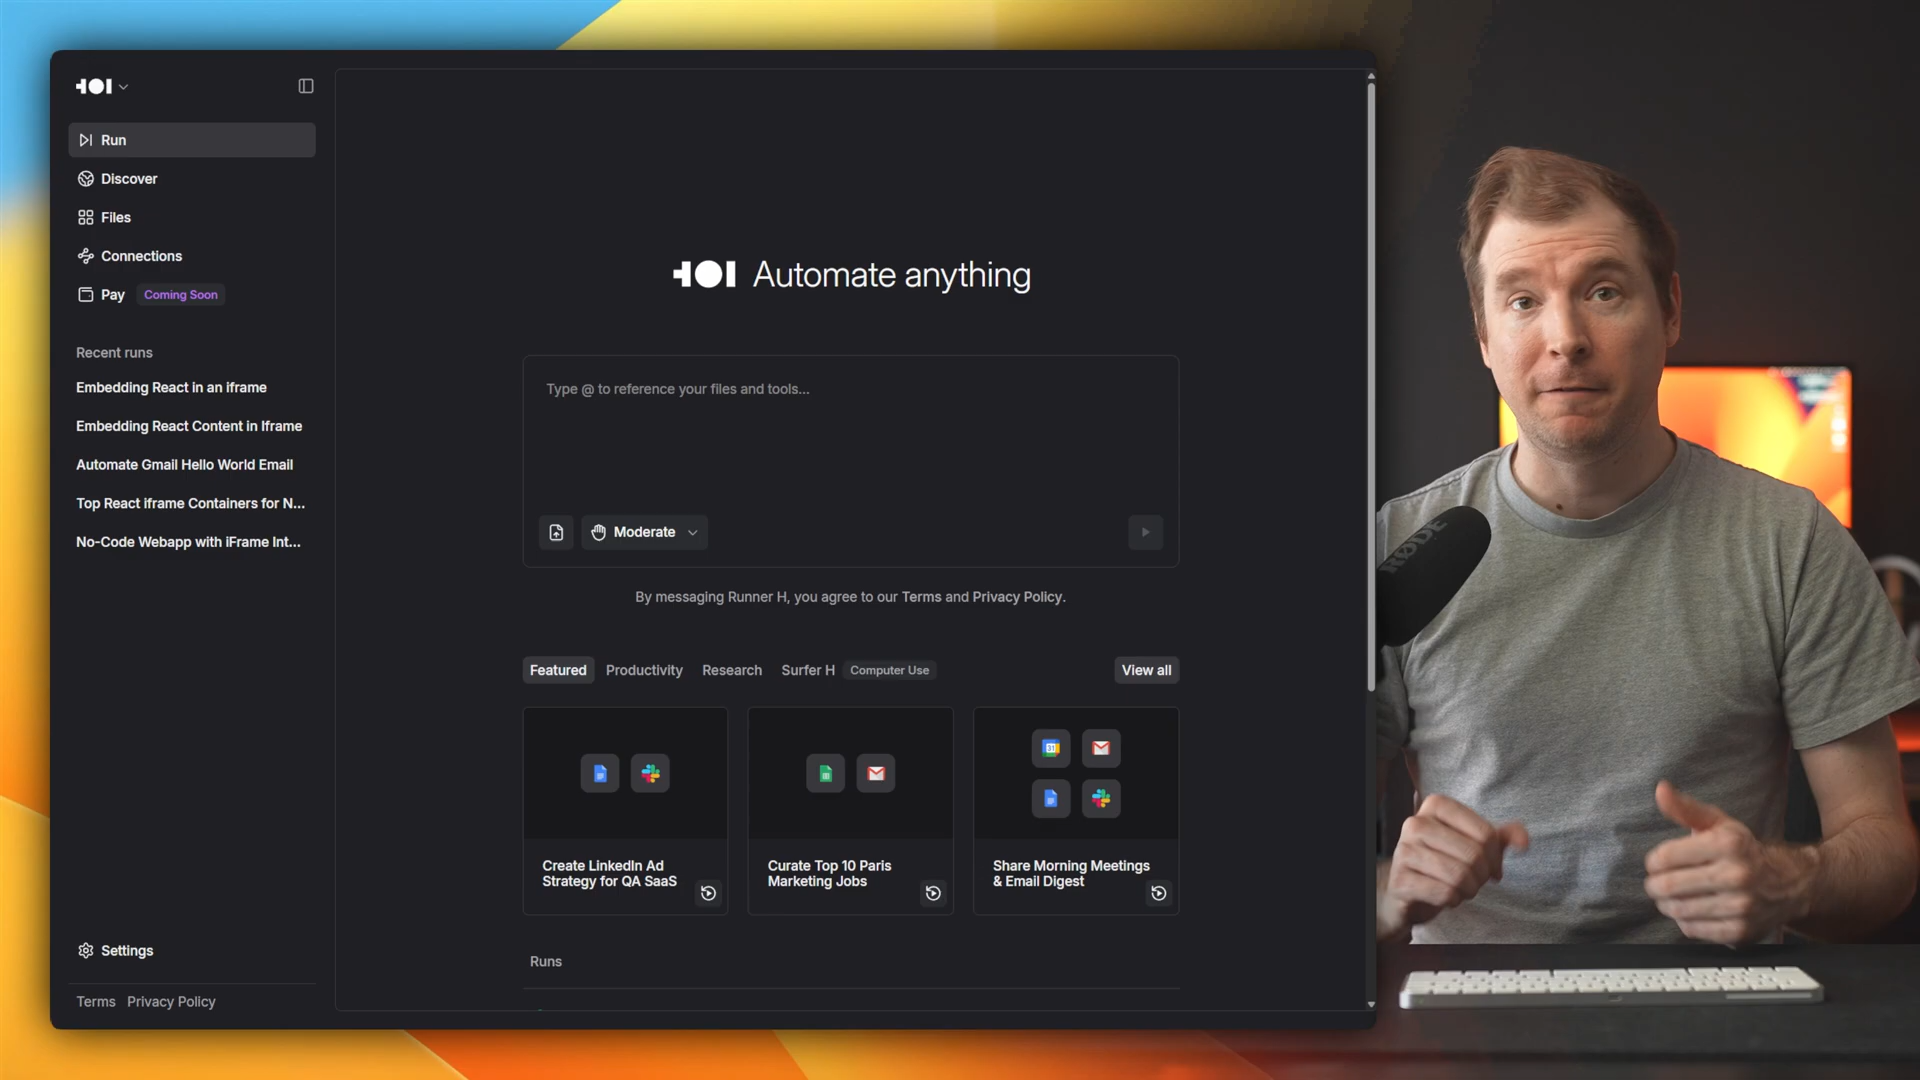 Run
Discover
Files
Connections
Pay Coming Soon
Recent runs
Embedding React in an iframe
Embedding React Content in Iframe
Automate Gmail Hello World Email
Top React iframe Containers for N...
No-Code Webapp with iFrame Int...
Settings
Terms Privacy Policy
Automate anything
Type @ to reference your files and tools...
Moderate
By messaging Runner H, you agree to our Terms and Privacy Policy.
Featured Productivity Research Surfer H Computer Use View all
Create LinkedIn Ad
Strategy for QA SaaS
Curate Top 10 Paris
Marketing Jobs
31
Share Morning Meetings
& Email Digest
Runs
RØDE